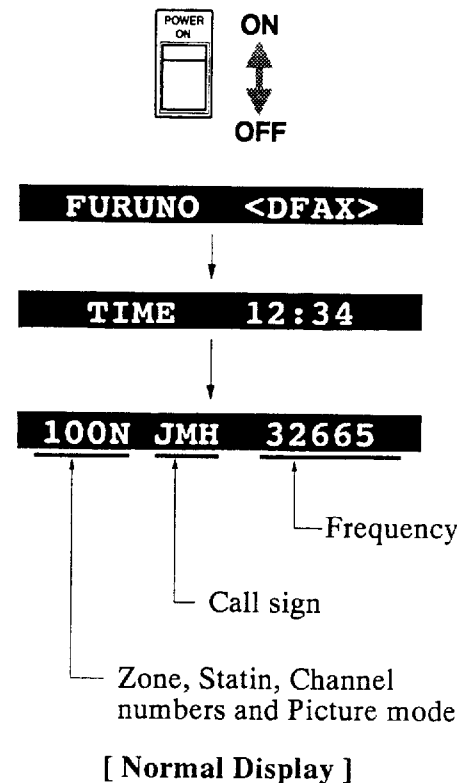 POWER
ON
ON
OFF
FURUNO <DFAX>
TIME 12:34
100N JMH 32665
Frequency
Call sign
Zone, Statin, Channel
numbers and Picture mode
[ Normal Display ]